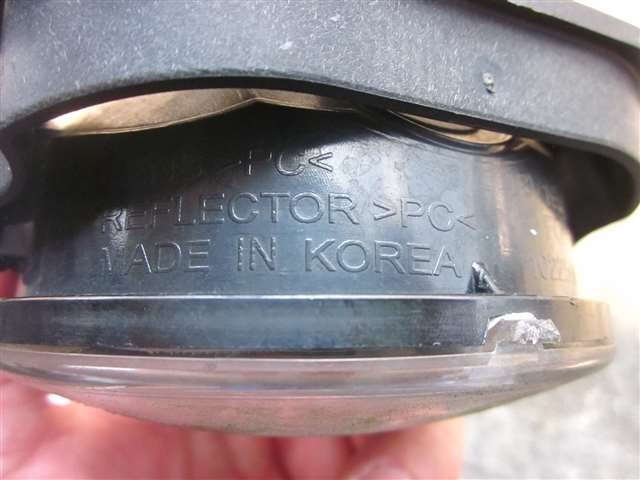 >PC<
REFLECTOR >PC<
MADE IN KOREA